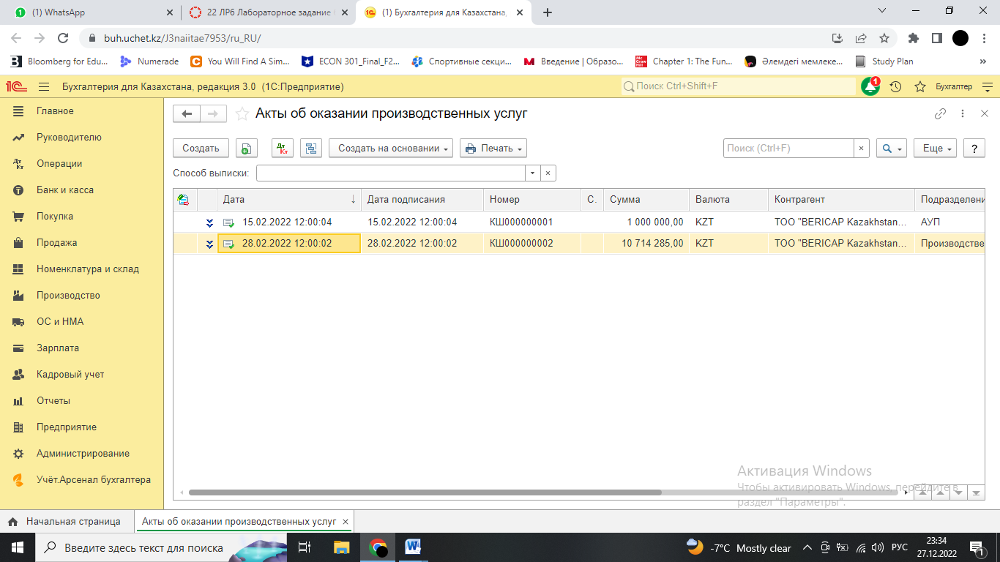 (1) WhatsApp
22 ЛР6 Лабораторное задание
(1) Бухгалтерия для Казахстана,
buh.uchet.kz/J3naiitae7953/ru_RU/
Bloomberg for Edu...
Numerade
You Will Find A Sim...
ECON 301_Final_F2...
Спортивные секци...
Введение | Образо...
Chapter 1: The Fun...
Әлемдегі мемлеке...
Study Plan
»
Бухгалтерия для Казахстана, редакция 3.0 (1С:Предприятие)
Поиск Ctrl+Shift+F
1
Бухгалтер
Главное
Руководителю
Операции
Банк и касса
Покупка
Продажа
Номенклатура и склад
Производство
ОС и НМА
Зарплата
Кадровый учет
Отчеты
Предприятие
Администрирование
Учёт.Арсенал бухгалтера
Акты об оказании производственных услуг
Создать
Дт Кт
Создать на основании
Печать
Поиск (Ctrl+F)
Еще
?
Способ выписки:
Дата ↓ Дата подписания Номер С. Сумма Валюта Контрагент Подразделени
15.02.2022 12:00:04 15.02.2022 12:00:04 КШ000000001 1 000 000,00 KZT ТОО "BERICAP Kazakhstan... АУП
28.02.2022 12:00:02 28.02.2022 12:00:02 КШ000000002 10 714 285,00 KZT ТОО "BERICAP Kazakhstan... Производстве
Активация Windows
Чтобы активировать Windows, перейдите в
раздел "Параметры".
Начальная страница
Акты об оказании производственных услуг
Введите здесь текст для поиска
-7°C Mostly clear
РУС
23:34
27.12.2022
1